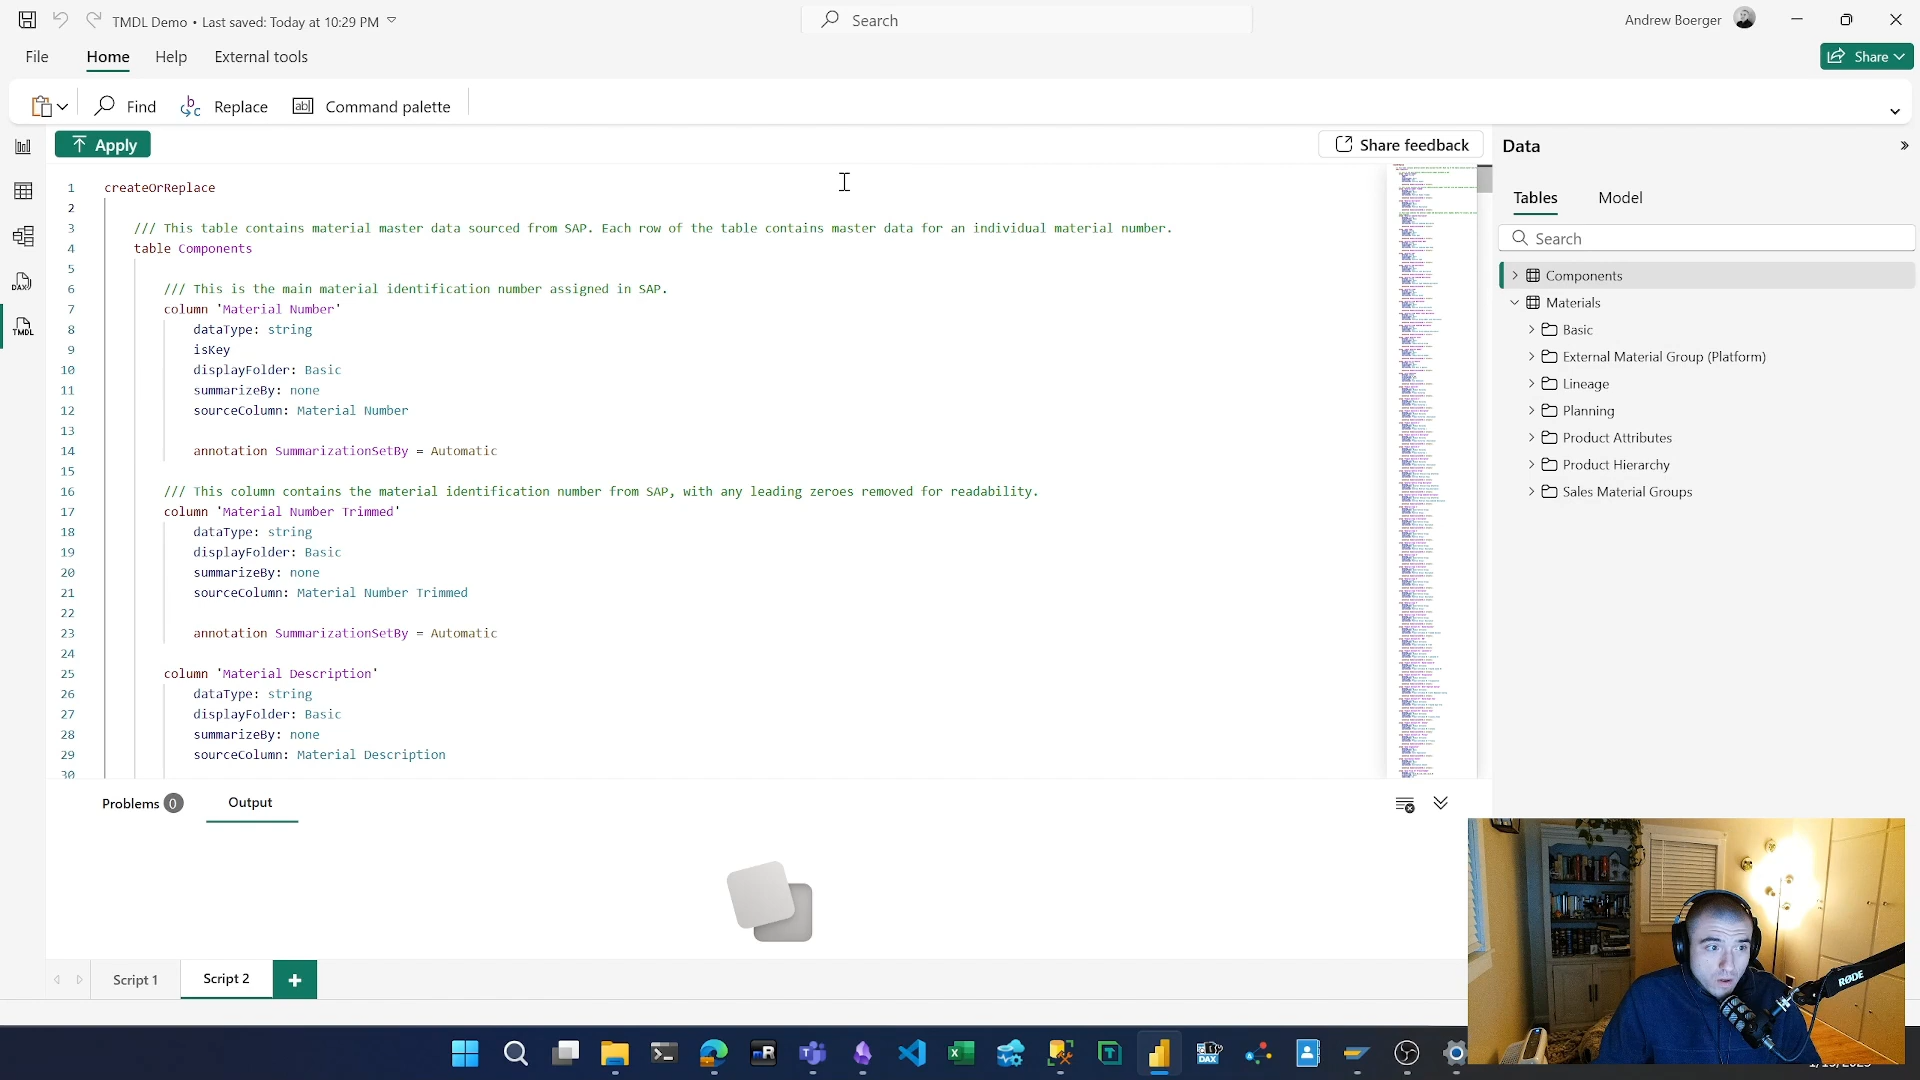 TMDL Demo • Last saved: Today at 10:29 PM
Search
Andrew Boerger
File
Home
Help
External tools
Share
Find
Replace
Command palette
Apply
Share feedback
1 createOrReplace
2
3 /// This table contains material master data sourced from SAP. Each row of the table contains master data for an individual material number.
4 table Components
5
6 /// This is the main material identification number assigned in SAP.
7 column 'Material Number'
8 dataType: string
9 isKey
10 displayFolder: Basic
11 summarizeBy: none
12 sourceColumn: Material Number
13
14 annotation SummarizationSetBy = Automatic
15
16 /// This column contains the material identification number from SAP, with any leading zeroes removed for readability.
17 column 'Material Number Trimmed'
18 dataType: string
19 displayFolder: Basic
20 summarizeBy: none
21 sourceColumn: Material Number Trimmed
22
23 annotation SummarizationSetBy = Automatic
24
25 column 'Material Description'
26 dataType: string
27 displayFolder: Basic
28 summarizeBy: none
29 sourceColumn: Material Description
30
DAX
TMDL
Data
Tables
Model
Search
Components
Materials
Basic
External Material Group (Platform)
Lineage
Planning
Product Attributes
Product Hierarchy
Sales Material Groups
Problems 0
Output
Script 1
Script 2
RØDE
DAX